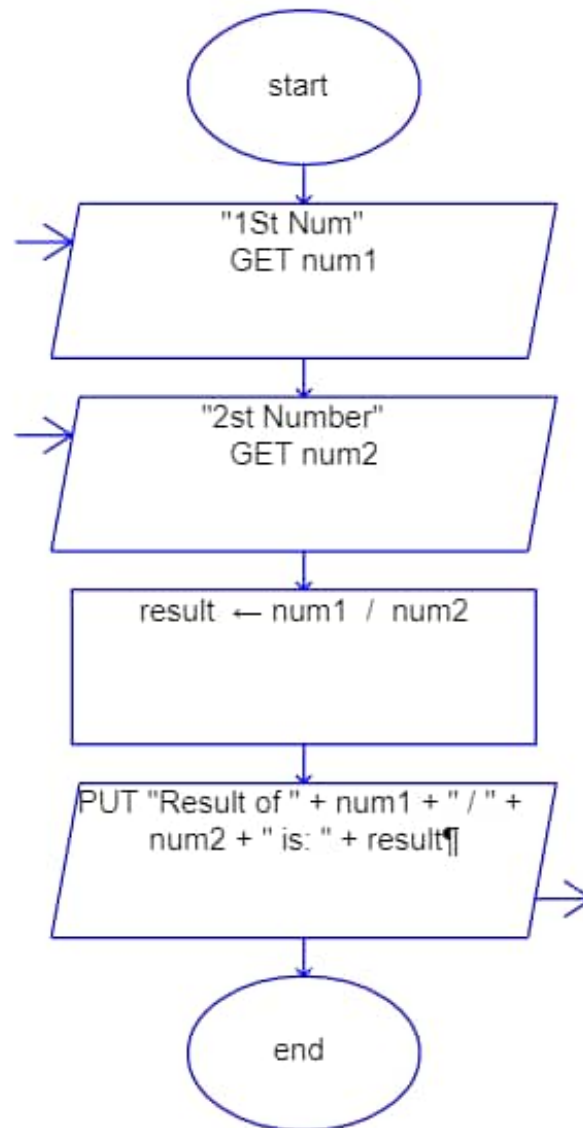 start
"1St Num"
GET num1
"2st Number"
GET num2
result ← num1 / num2
PUT "Result of " + num1 + " / " +
num2 + " is: " + result¶
end